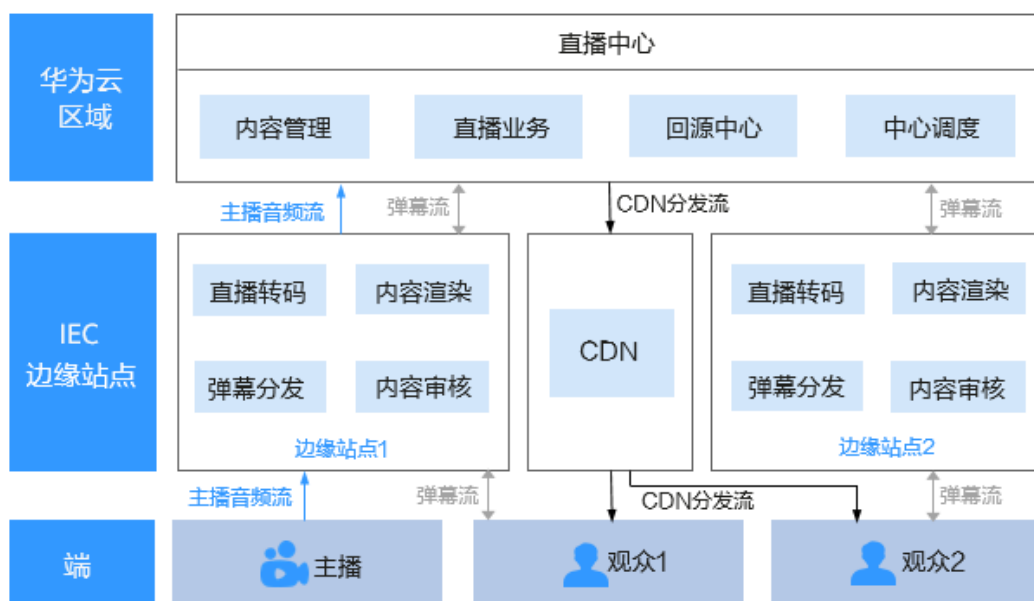 华为云
区域
直播中心
内容管理
直播业务
回源中心
中心调度
主播音频流
弹幕流
CDN分发流
弹幕流
IEC
边缘站点
直播转码
内容渲染
弹幕分发
内容审核
边缘站点1
CDN
直播转码
内容渲染
弹幕分发
内容审核
边缘站点2
主播音频流
弹幕流
CDN分发流
弹幕流
端
主播
观众1
观众2